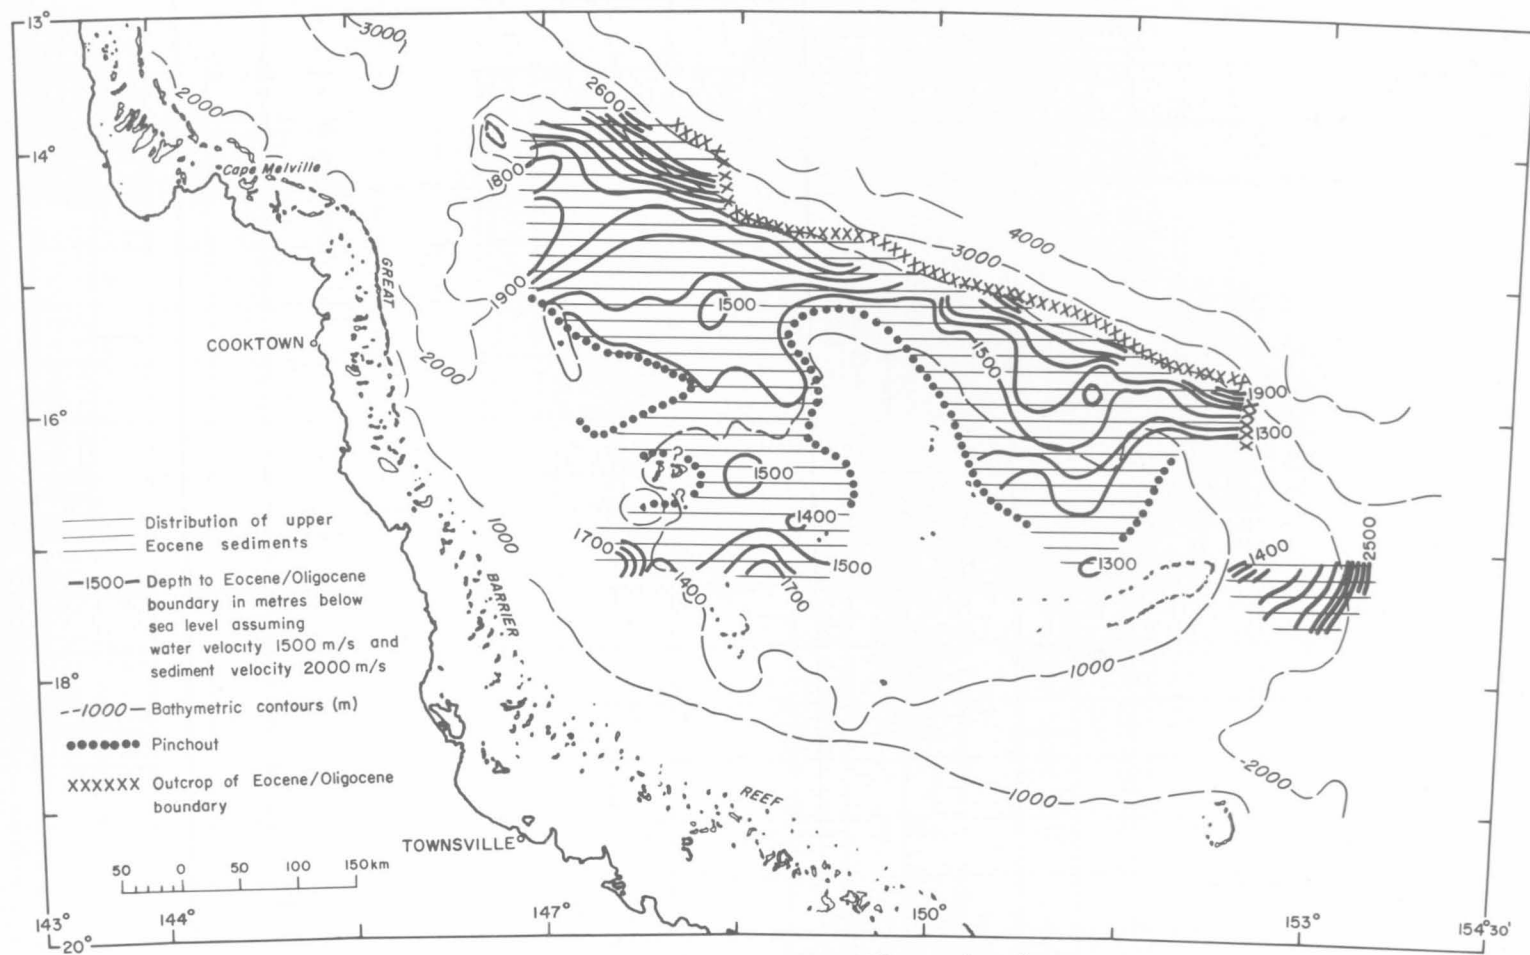 13°
3000
2000
2600
14°
Cape Melville
1800
4000
3000
GREAT
1900
1500
COOKTOWN
2000
1500
16°
1900
1300
1500
1400
1000
1700
1500
1300
1400
2500
1400
1700
Distribution of upper
Eocene sediments
—1500— Depth to Eocene/Oligocene
boundary in metres below
sea level assuming
water velocity 1500 m/s and
sediment velocity 2000 m/s
BARRIER
1000
18°
--1000— Bathymetric contours (m)
Pinchout
2000
XXXXXX Outcrop of Eocene/Oligocene
boundary
1000
REEF
TOWNSVILLE
50 0 50 100 150 km
143°
144°
147°
150°
153°
154°30'
20°
?
?